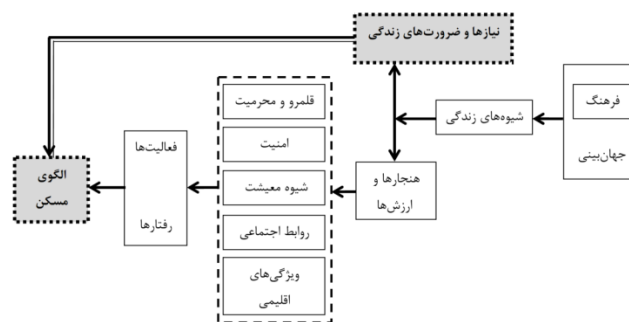 نیازها و ضرورت‌های زندگی
فرهنگ
جهان‌بینی
شیوه‌های زندگی
هنجارها و
ارزش‌ها
قلمرو و محرمیت
امنیت
شیوه معیشت
روابط اجتماعی
ویژگی‌های
اقلیمی
فعالیت‌ها
رفتارها
الگوی
مسکن